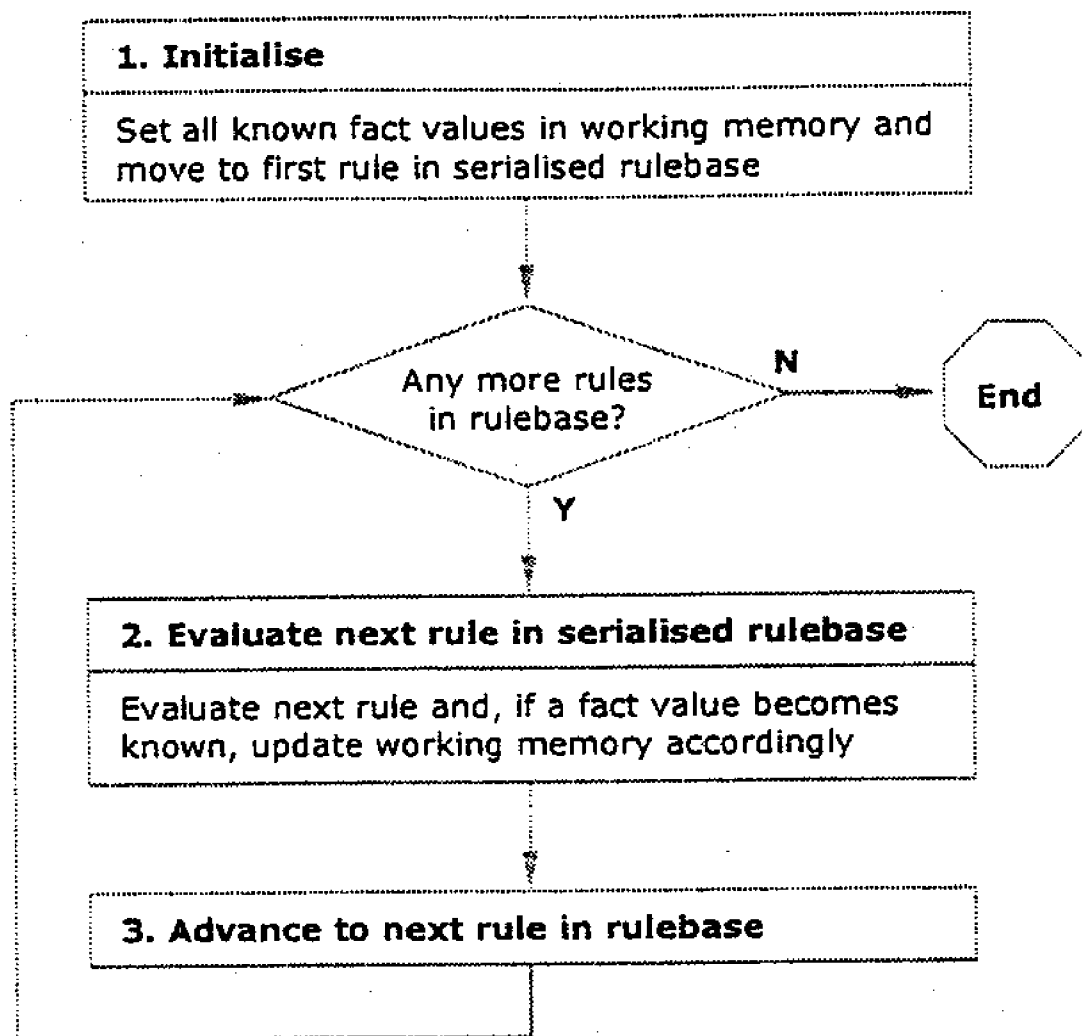 1. Initialise
Set all known fact values in working memory and
move to first rule in serialised rulebase
Any more rules
in rulebase?
N
End
Y
2. Evaluate next rule in serialised rulebase
Evaluate next rule and, if a fact value becomes
known, update working memory accordingly
3. Advance to next rule in rulebase